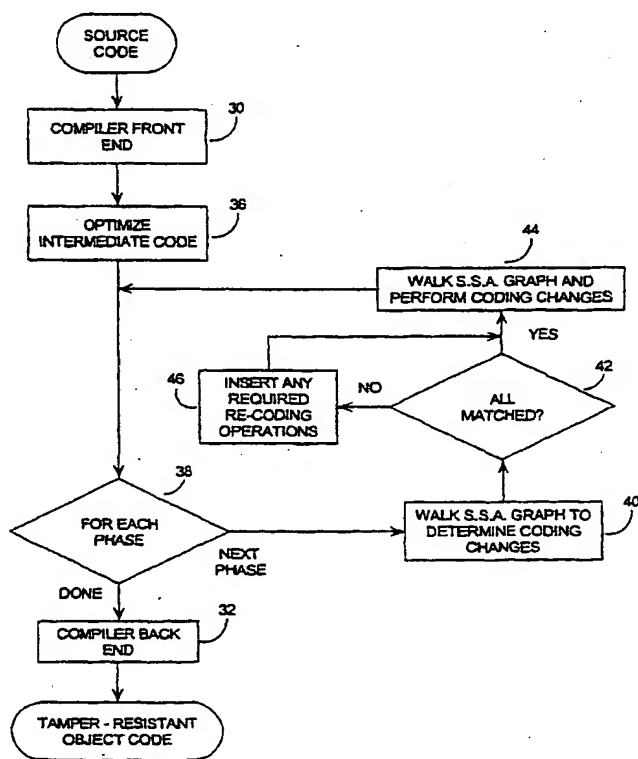 SOURCE
CODE
30
COMPILER FRONT
END
36
OPTIMIZE
INTERMEDIATE CODE
44
WALK S.S.A. GRAPH AND
PERFORM CODING CHANGES
YES
46
INSERT ANY
REQUIRED
RE-CODING
OPERATIONS
NO
42
ALL
MATCHED?
38
FOR EACH
PHASE
NEXT
PHASE
40
WALK S.S.A. GRAPH TO
DETERMINE CODING
CHANGES
DONE
32
COMPILER BACK
END
TAMPER - RESISTANT
OBJECT CODE